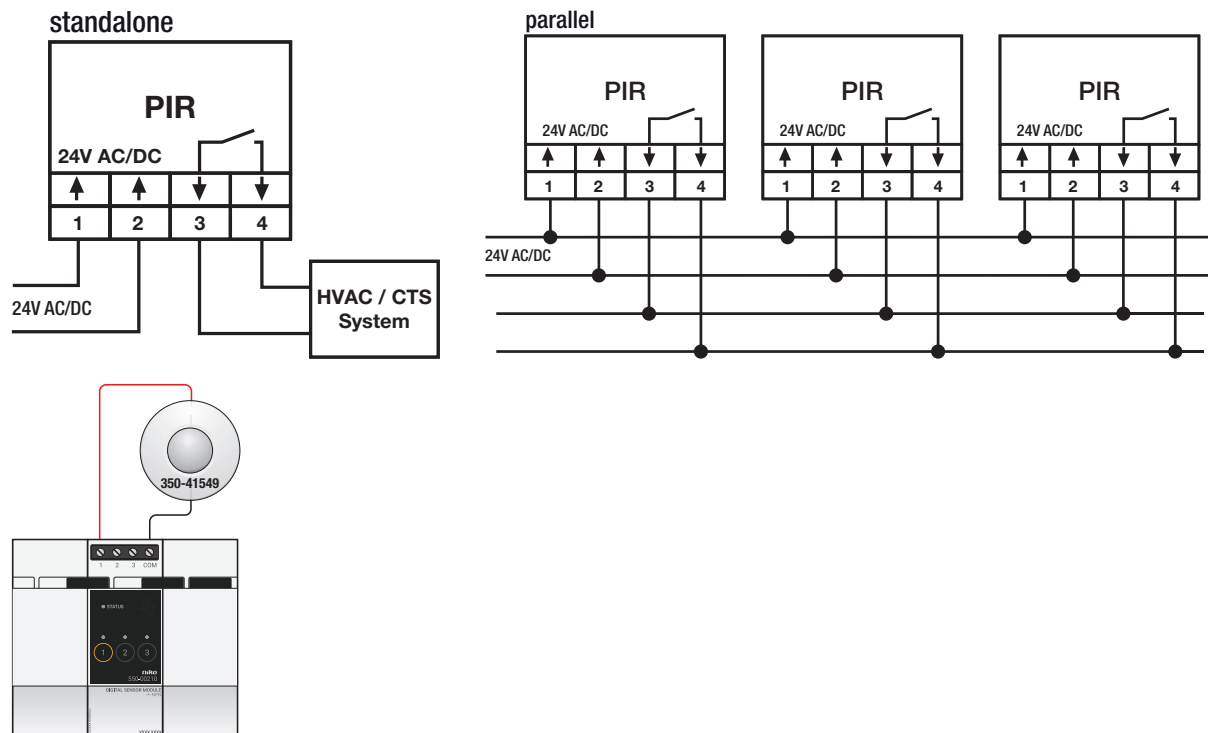 standalone
PIR
24V AC/DC
1 2 3 4
24V AC/DC
HVAC / CTS
System
parallel
PIR
24V AC/DC
1 2 3 4
PIR
24V AC/DC
1 2 3 4
PIR
24V AC/DC
1 2 3 4
24V AC/DC
350-41549
1 2 3 COM
STATUS
1 2 3
niko
550-00210
DIGITAL SENSOR MODULE